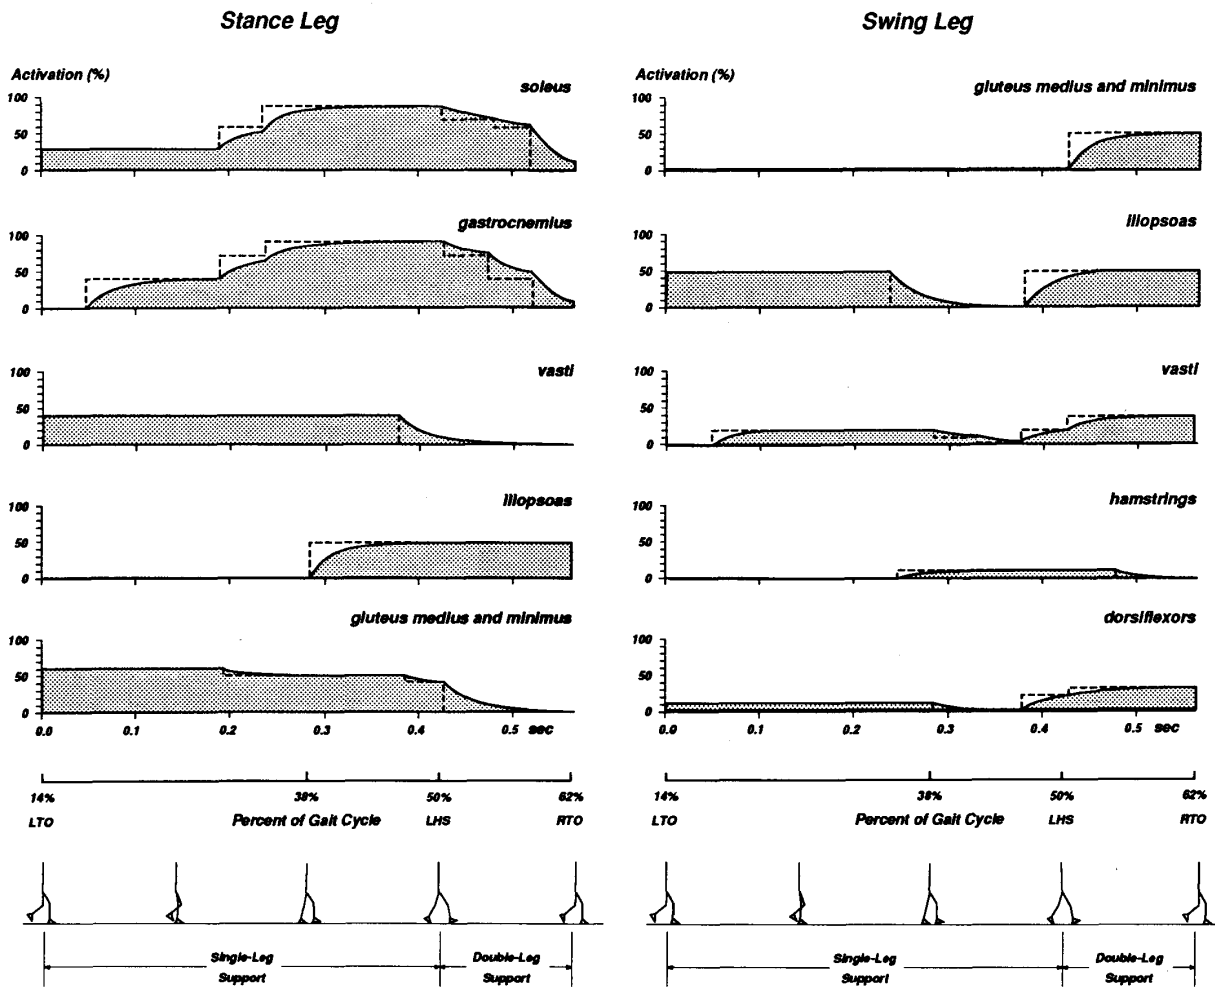 Stance Leg
Activation (%)
soleus
100
50
0
gastrocnemius
100
50
0
vasti
100
50
0
iliopsoas
100
50
0
gluteus medius and minimus
100
50
0
0.0 0.1 0.2 0.3 0.4 0.5 sec
14% 38% 50% 62%
LTO Percent of Gait Cycle LHS RTO
Single-Leg Double-Leg
Support Support
Swing Leg
Activation (%)
gluteus medius and minimus
100
50
0
iliopsoas
100
50
0
vasti
100
50
0
hamstrings
100
50
0
dorsiflexors
100
50
0
0.0 0.1 0.2 0.3 0.4 0.5 sec
14% 38% 50% 62%
LTO Percent of Gait Cycle LHS RTO
Single-Leg Double-Leg
Support Support